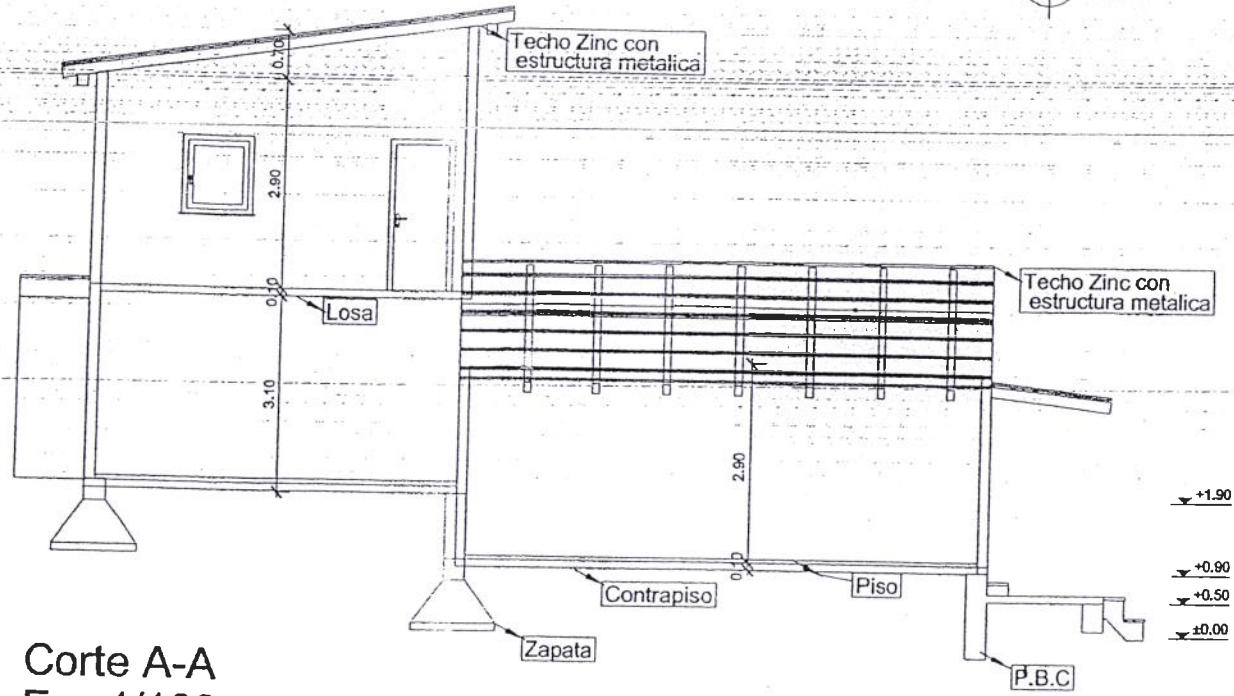 Techo Zinc con
estructura metalica
0.70
2.90
0.10
Losa
Techo Zinc con
estructura metalica
3.10
2.90
+1.90
0.10
Contrapiso
Piso
+0.90
+0.50
±0.00
Zapata
P.B.C
Corte A-A